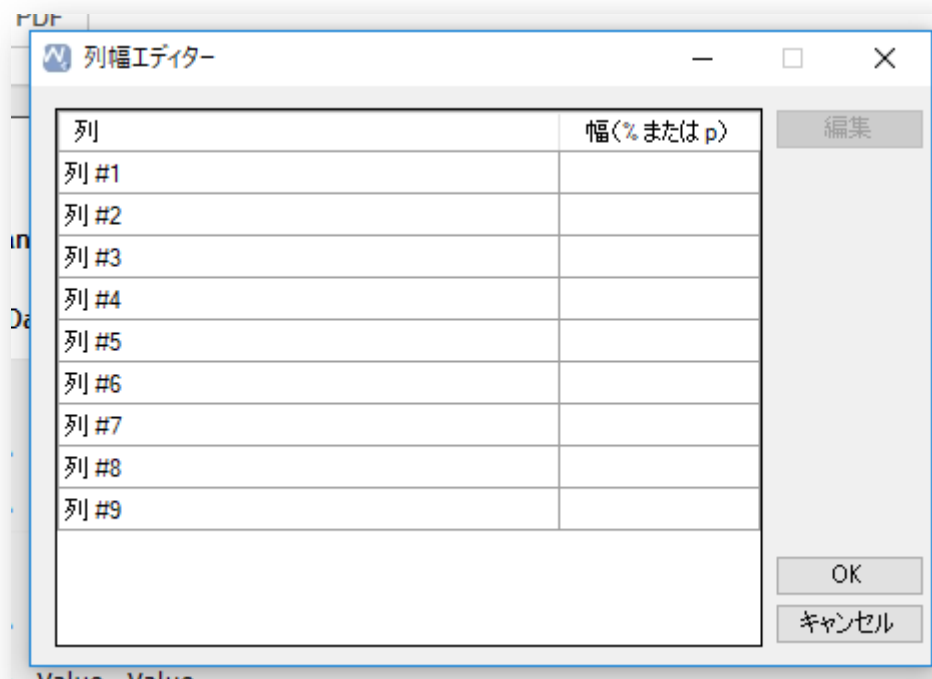 PDF
列幅エディター
列 幅(% または p) 編集
列 #1
列 #2
列 #3
列 #4
列 #5
列 #6
列 #7
列 #8
列 #9
OK
キャンセル
Value Value